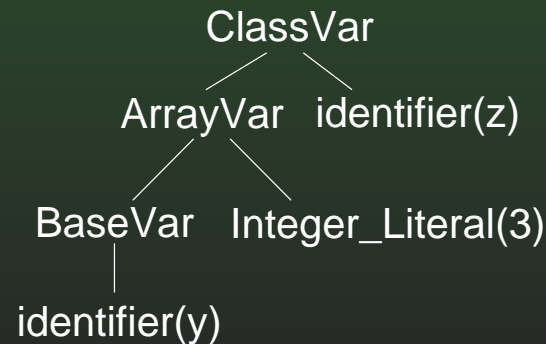 ClassVar
ArrayVar identifier(z)
BaseVar Integer_Literal(3)
identifier(y)